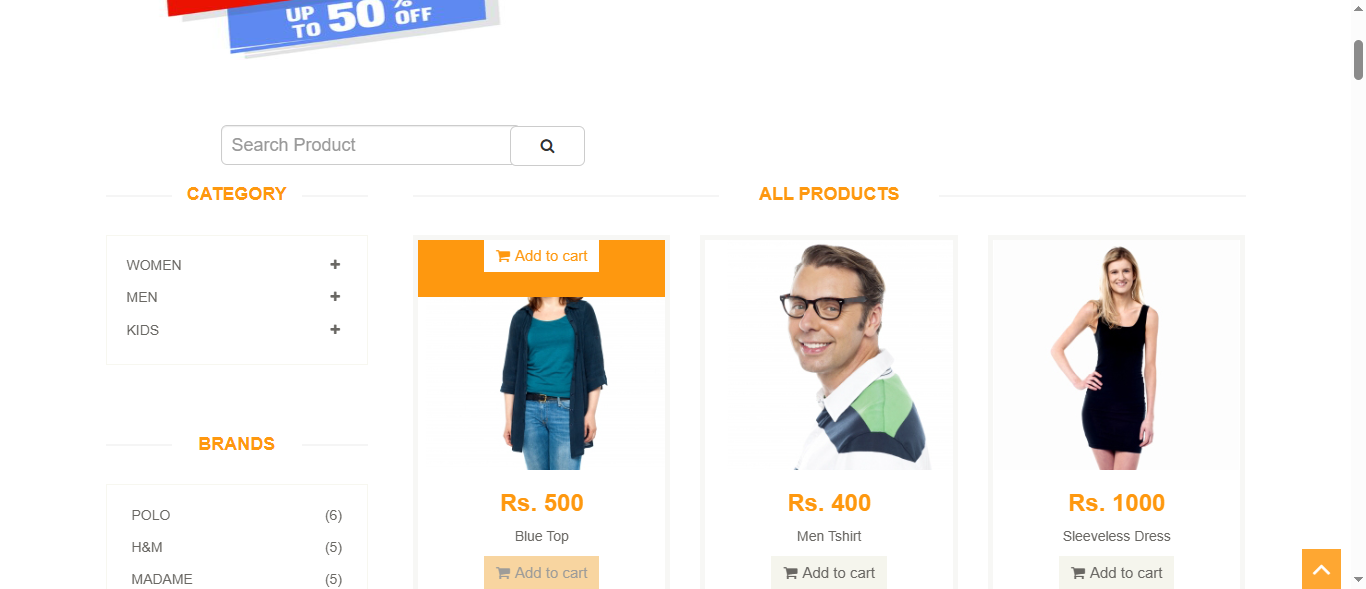 UP TO 50% OFF
Search Product
CATEGORY
ALL PRODUCTS
WOMEN
MEN
KIDS
BRANDS
POLO (6)
H&M (5)
MADAME (5)
Add to cart
Rs. 500
Blue Top
Add to cart
Rs. 400
Men Tshirt
Add to cart
Rs. 1000
Sleeveless Dress
Add to cart